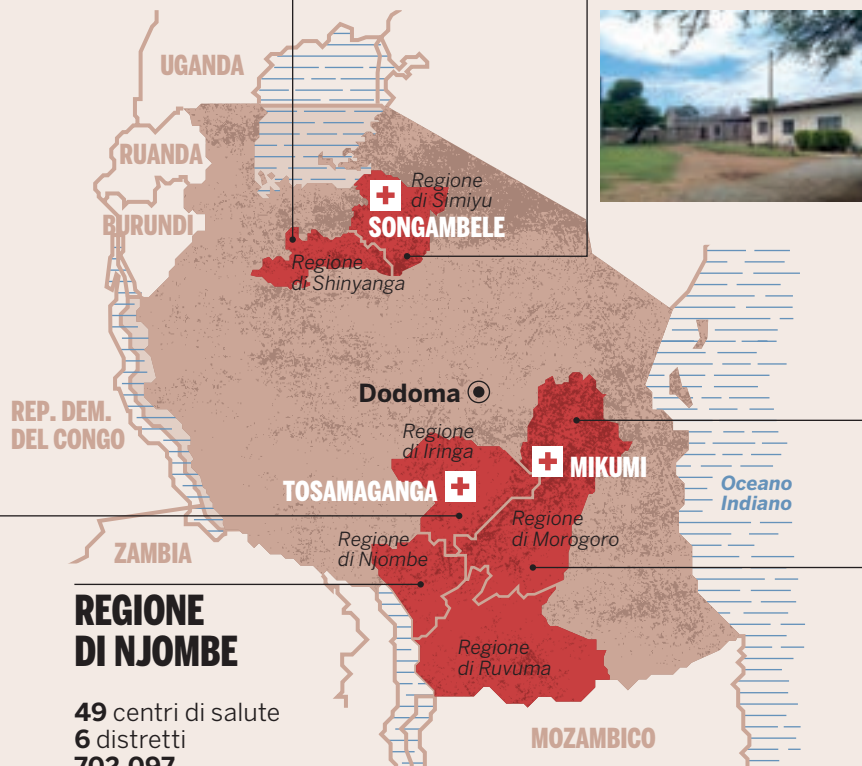 UGANDA
RUANDA
BURUNDI
Regione
di Simiyu
SONGAMBELE
Regione
di Shinyanga
Dodoma
REP. DEM.
DEL CONGO
Regione
di Iringa
TOSAMAGANGA
MIKUMI
Oceano
Indiano
Regione
di Morogoro
Regione
di Njombe
ZAMBIA
REGIONE
DI NJOMBE
Regione
di Ruvuma
49 centri di salute
6 distretti
702.097
MOZAMBICO